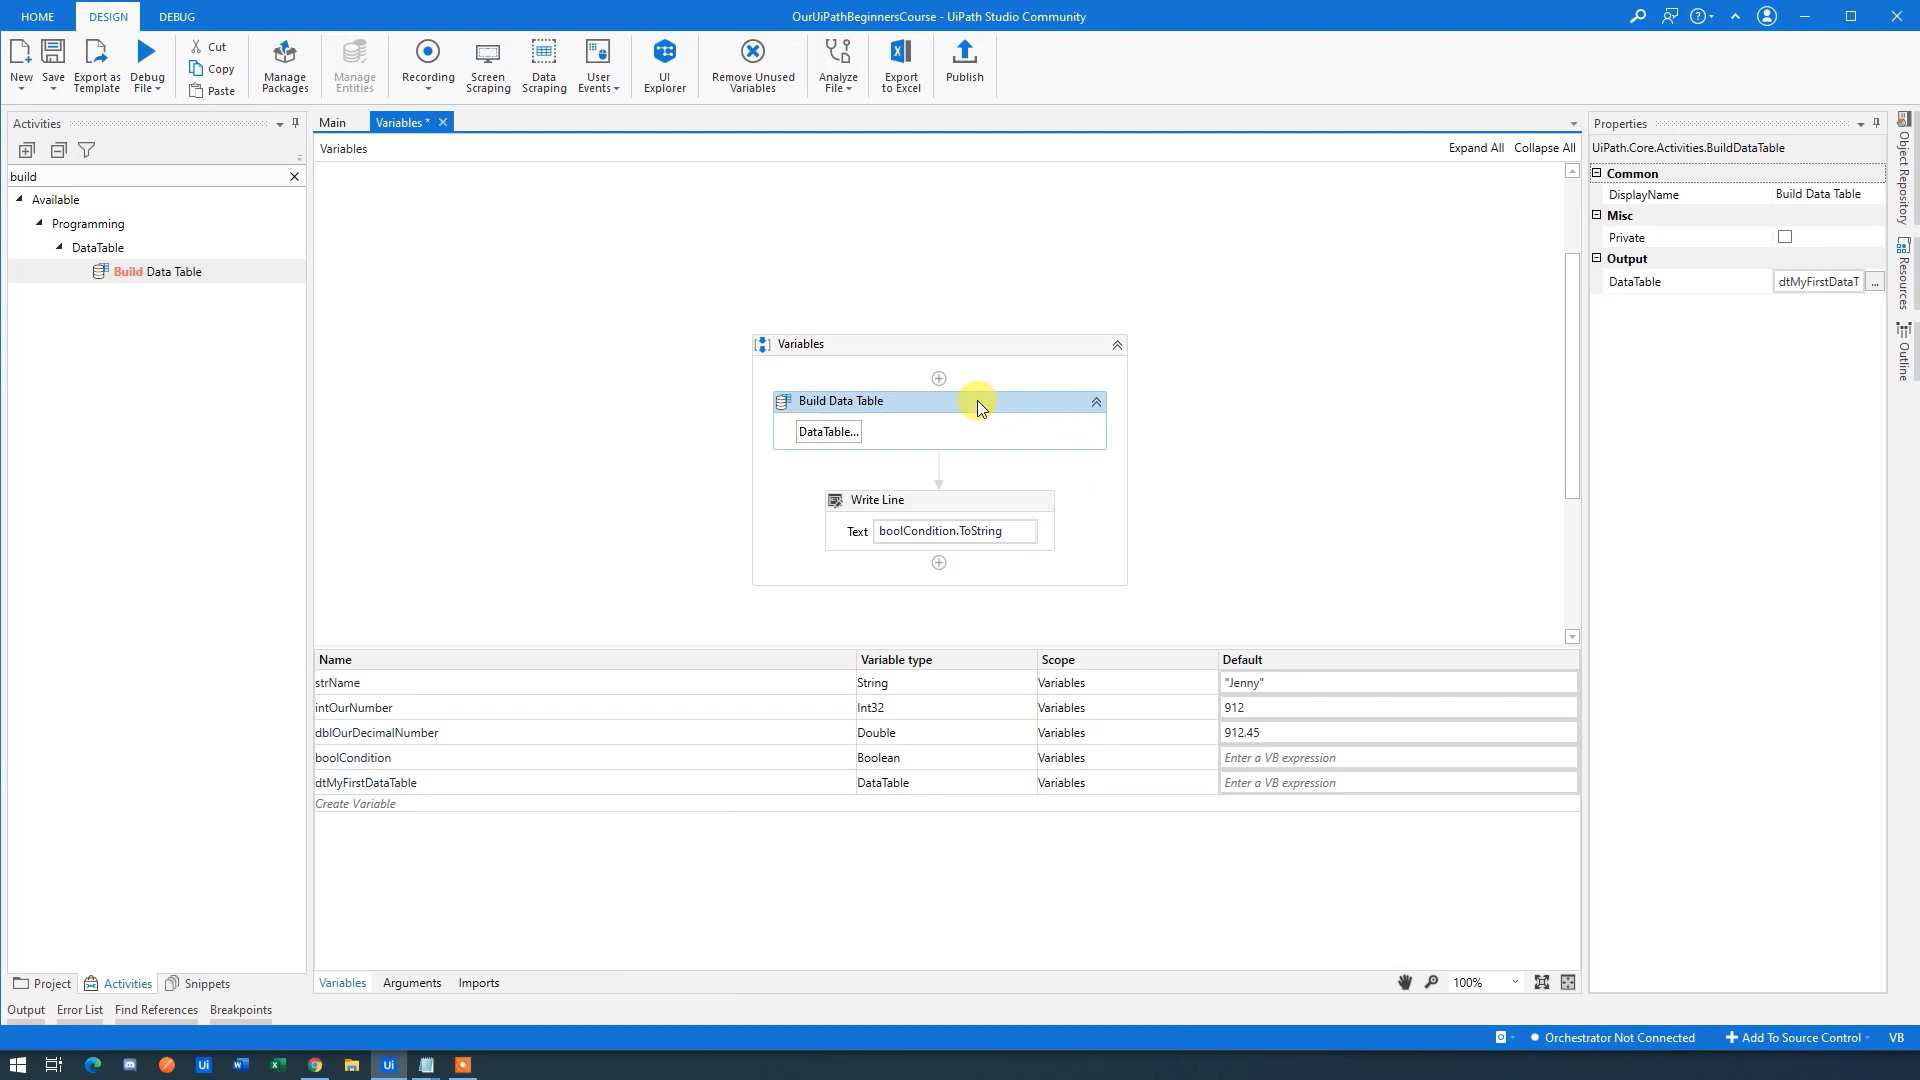 HOME DESIGN DEBUG
OurUiPathBeginnersCourse - UiPath Studio Community
New
Save
Export as Template
Debug File
Cut
Copy
Paste
Manage Packages
Manage Entities
Recording
Screen Scraping
Data Scraping
User Events
UI Explorer
Remove Unused Variables
Analyze File
Export to Excel
Publish
Activities
build
Available
Programming
DataTable
Build Data Table
Main
Variables *
Variables
Expand All Collapse All
Variables
Build Data Table
DataTable...
Write Line
Text boolCondition.ToString
Name Variable type Scope Default
strName String Variables "Jenny"
intOurNumber Int32 Variables 912
dblOurDecimalNumber Double Variables 912.45
boolCondition Boolean Variables Enter a VB expression
dtMyFirstDataTable DataTable Variables Enter a VB expression
Create Variable
Variables Arguments Imports
100%
Properties
UiPath.Core.Activities.BuildDataTable
Common
DisplayName Build Data Table
Misc
Private
Output
DataTable dtMyFirstDataT ...
Object Repository
Resources
Outline
Project Activities Snippets
Output Error List Find References Breakpoints
Orchestrator Not Connected Add To Source Control VB
Ui
Ui